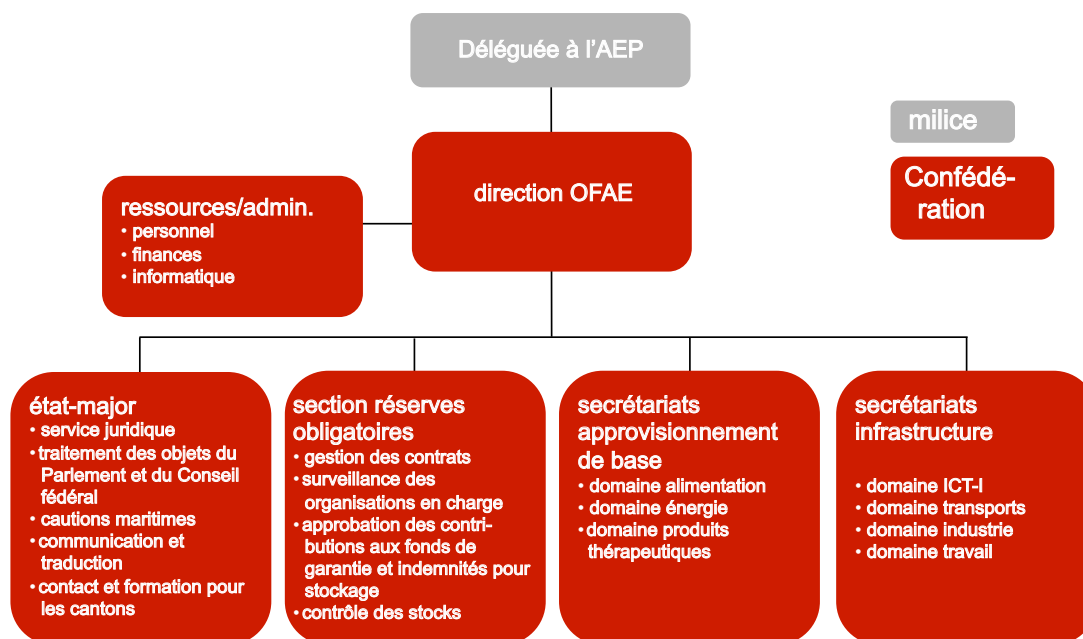 Déléguée à l'AEP
milice
Confédé-
ration
direction OFAE
ressources/admin.
• personnel
• finances
• informatique
état-major
• service juridique
• traitement des objets du
Parlement et du Conseil
fédéral
• cautions maritimes
• communication et
traduction
• contact et formation pour
les cantons
section réserves
obligatoires
• gestion des contrats
• surveillance des
organisations en charge
• approbation des contri-
butions aux fonds de
garantie et indemnités pour
stockage
• contrôle des stocks
secrétariats
approvisionnement
de base
• domaine alimentation
• domaine énergie
• domaine produits
thérapeutiques
secrétariats
infrastructure
• domaine ICT-I
• domaine transports
• domaine industrie
• domaine travail